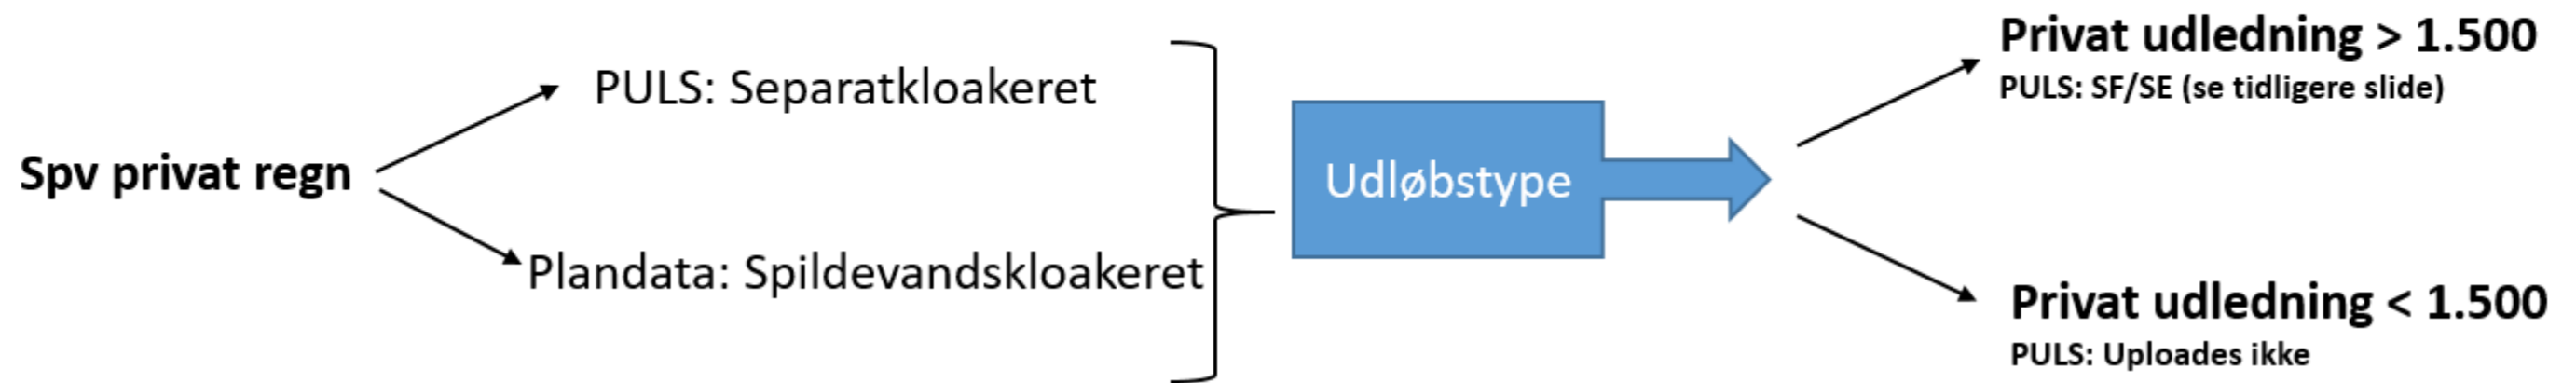 Spv privat regn
PULS: Separatkloakeret
Plandata: Spildevandskloakeret
Udløbstype
Privat udledning > 1.500
PULS: SF/SE (se tidligere slide)
Privat udledning < 1.500
PULS: Uploades ikke